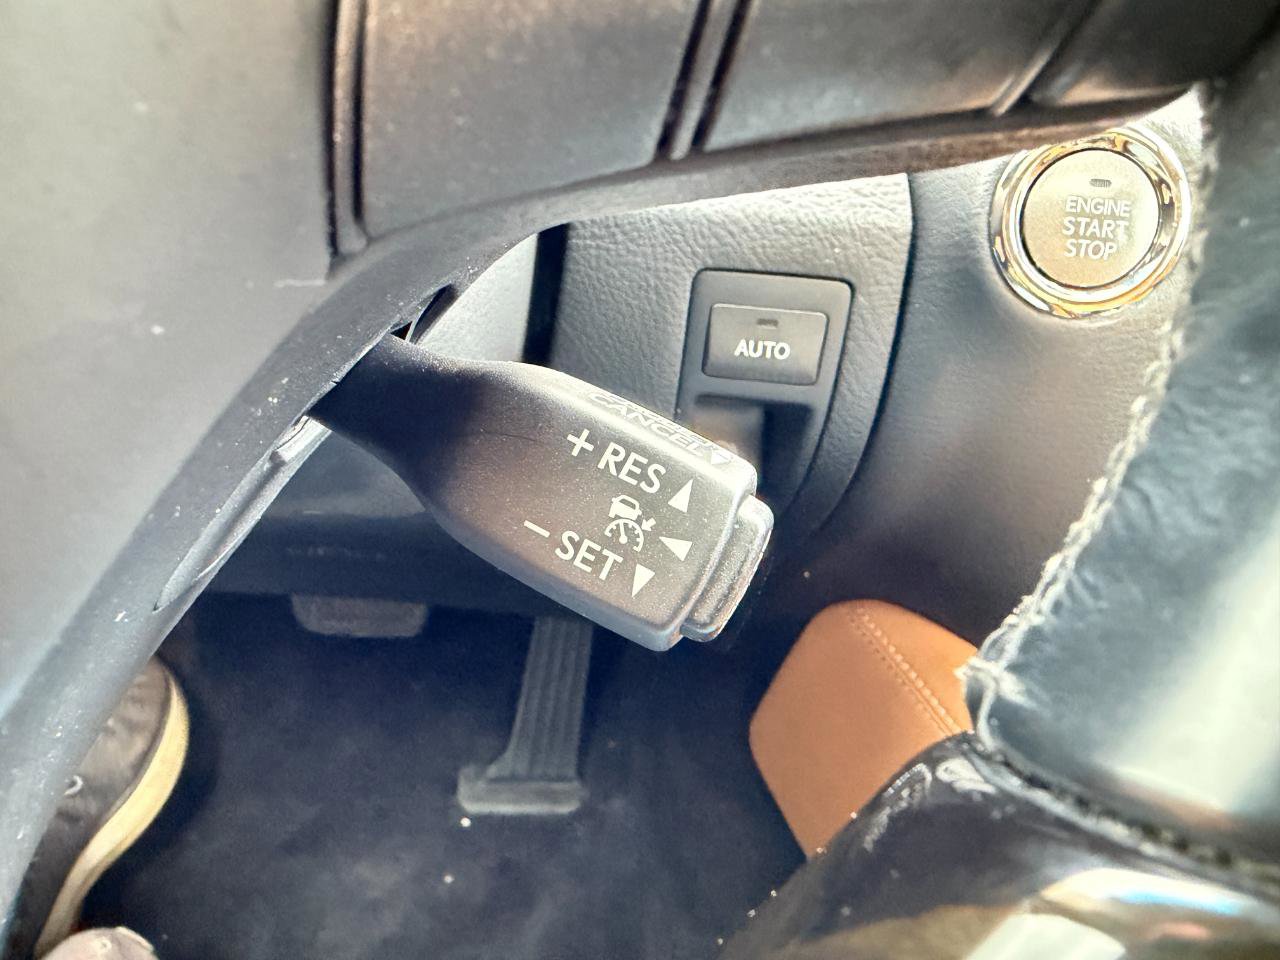 ENGINE
START
STOP
AUTO
CANCEL
+ RES
− SET